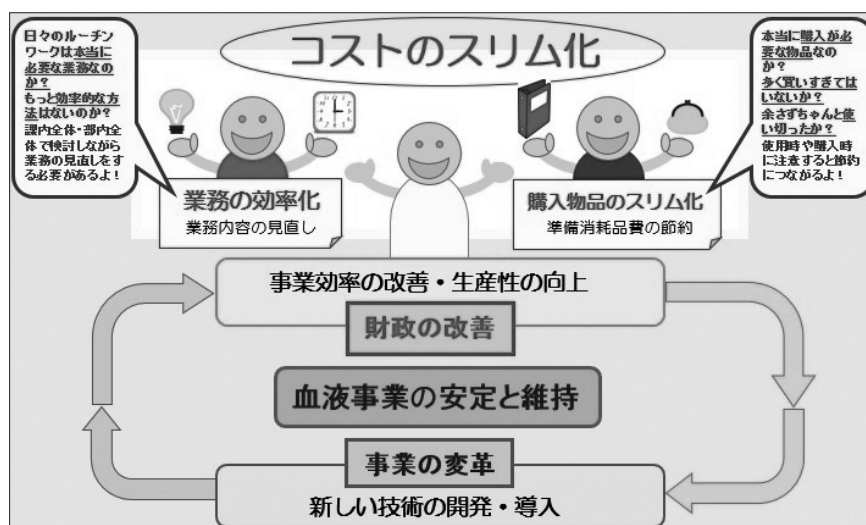 コストのスリム化
日々のルーチン
ワークは本当に
必要な業務なの
か？
もっと効率的な方
法はないのか？
課内全体・部内全
体で検討しながら
業務の見直しをす
る必要があるよ！
本当に購入が必
要な物品なの
か？
多く買いすぎては
いないか？
余さずちゃんと使
い切ったか？
使用時や購入時
に注意すると節約
につながるよ！
業務の効率化
業務内容の見直し
購入物品のスリム化
準備消耗品費の節約
事業効率の改善・生産性の向上
財政の改善
血液事業の安定と維持
事業の変革
新しい技術の開発・導入